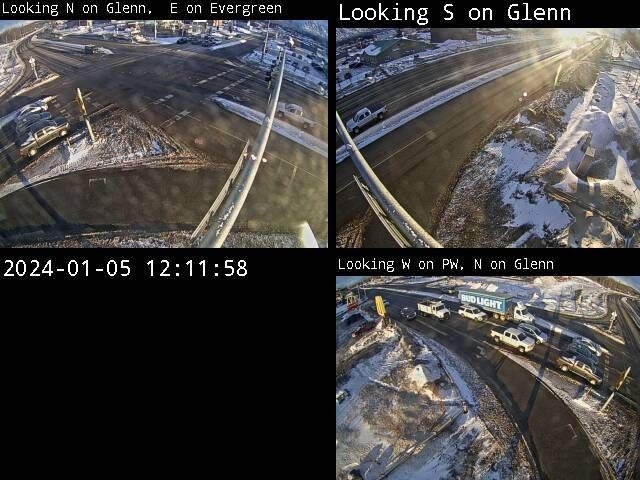 Looking N on Glenn,  E on Evergreen
Looking S on Glenn
2024-01-05 12:11:58
Looking W on PW, N on Glenn
BUD LIGHT